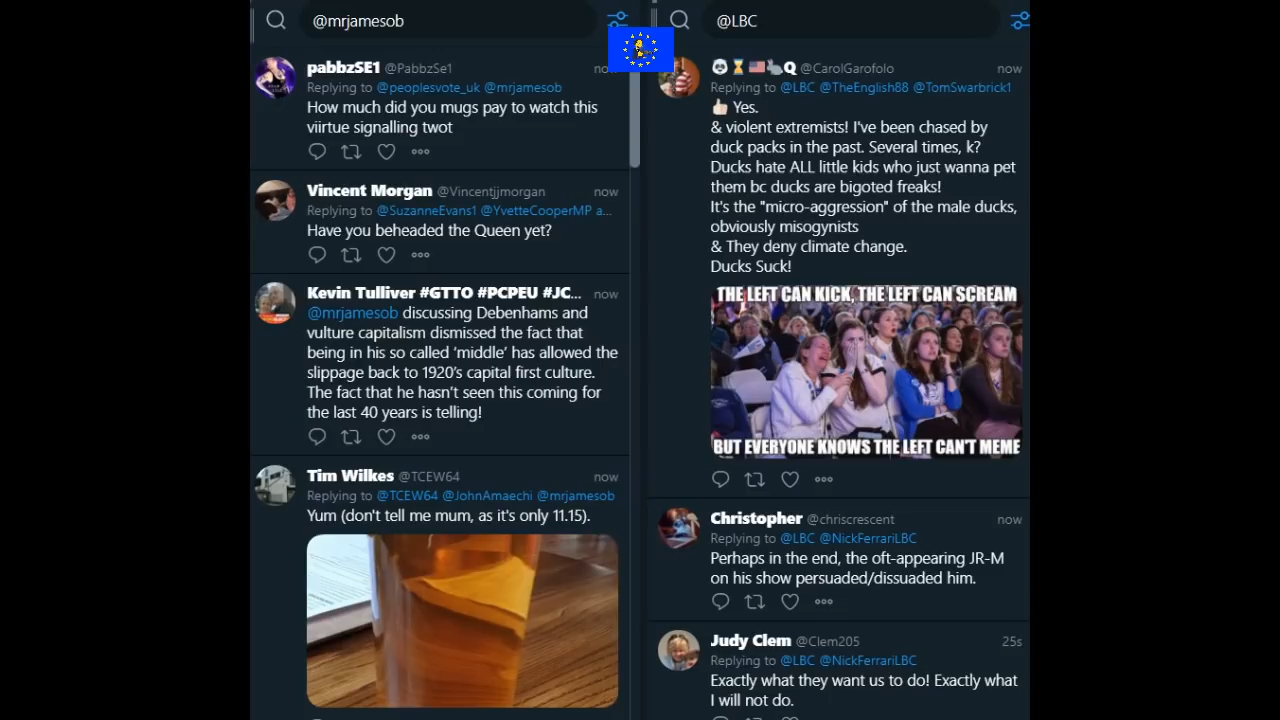 @mrjamesob
pabbzSE1 @PabbzSe1 now
Replying to @peoplesvote_uk @mrjamesob
How much did you mugs pay to watch this
viirtue signalling twot
Vincent Morgan @Vincentjjmorgan now
Replying to @SuzanneEvans1 @YvetteCooperMP a...
Have you beheaded the Queen yet?
Kevin Tulliver #GTTO #PCPEU #JC... now
@mrjamesob discussing Debenhams and
vulture capitalism dismissed the fact that
being in his so called ‘middle’ has allowed the
slippage back to 1920’s capital first culture.
The fact that he hasn’t seen this coming for
the last 40 years is telling!
Tim Wilkes @TCEW64 now
Replying to @TCEW64 @JohnAmaechi @mrjamesob
Yum (don't tell me mum, as it's only 11.15).
@LBC
Q @CarolGarofolo now
Replying to @LBC @TheEnglish88 @TomSwarbrick1
Yes.
& violent extremists! I've been chased by
duck packs in the past. Several times, k?
Ducks hate ALL little kids who just wanna pet
them bc ducks are bigoted freaks!
It's the "micro-aggression" of the male ducks,
obviously misogynists
& They deny climate change.
Ducks Suck!
THE LEFT CAN KICK, THE LEFT CAN SCREAM
BUT EVERYONE KNOWS THE LEFT CAN'T MEME
Christopher @chriscrescent now
Replying to @LBC @NickFerrariLBC
Perhaps in the end, the oft-appearing JR-M
on his show persuaded/dissuaded him.
Judy Clem @Clem205 25s
Replying to @LBC @NickFerrariLBC
Exactly what they want us to do! Exactly what
I will not do.